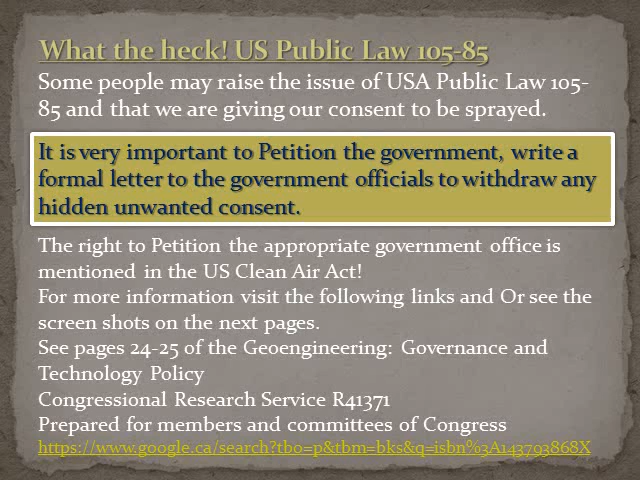 What the heck! US Public Law 105-85
Some people may raise the issue of USA Public Law 105-
85 and that we are giving our consent to be sprayed.
It is very important to Petition the government, write a
formal letter to the government officials to withdraw any
hidden unwanted consent.
The right to Petition the appropriate government office is
mentioned in the US Clean Air Act!
For more information visit the following links and Or see the
screen shots on the next pages.
See pages 24-25 of the Geoengineering: Governance and
Technology Policy
Congressional Research Service R41371
Prepared for members and committees of Congress
https://www.google.ca/search?tbo=p&tbm=bks&q=isbn%3A143793868X